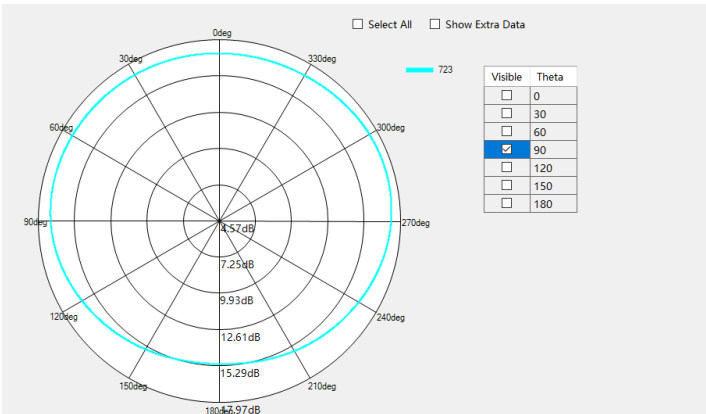 Select All
Show Extra Data
0deg
30deg
330deg
723
Visible Theta
0
30
60
90
120
150
180
60deg
300deg
90deg
270deg
4.57dB
7.25dB
9.93dB
120deg
240deg
12.61dB
15.29dB
150deg
210deg
180deg
17.97dB